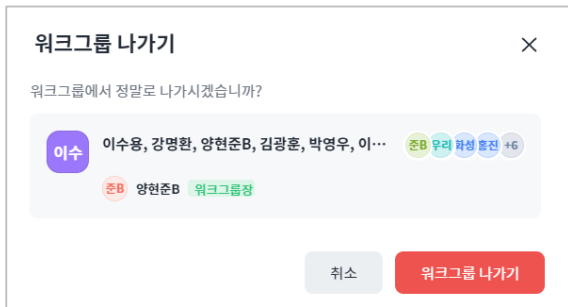 워크그룹 나가기
워크그룹에서 정말로 나가시겠습니까?
이수 이수용, 강명환, 양현준B, 김광훈, 박영우, 이··· 준B 우리 화성 홍진 +6
준B 양현준B 워크그룹장
취소 워크그룹 나가기